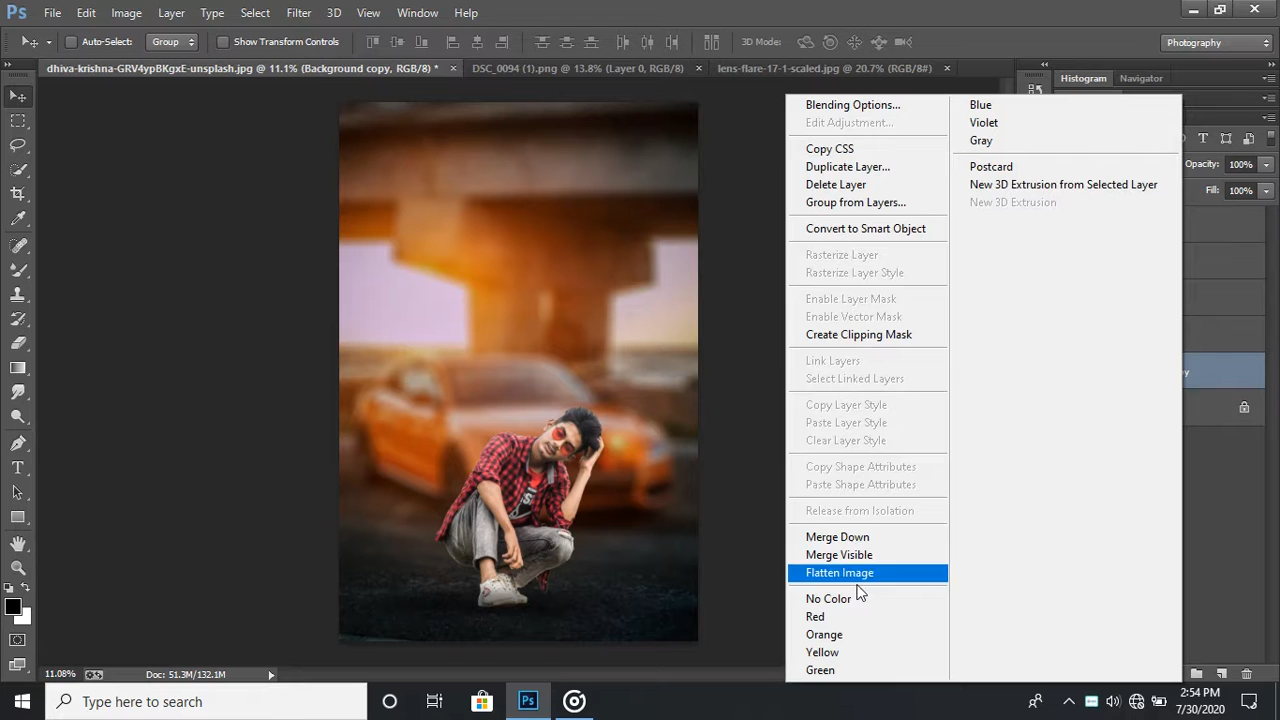 Ps File Edit Image Layer Type Select Filter 3D View Window Help
Auto-Select: Group Show Transform Controls 3D Mode: Photography
dhiva-krishna-GRV4ypBKgxE-unsplash.jpg @ 11.1% (Background copy, RGB/8) * DSC_0094 (1).png @ 13.8% (Layer 0, RGB/8) lens-flare-17-1-scaled.jpg @ 20.7% (RGB/8#)
Histogram Navigator
Opacity: 100%
Fill: 100%
Blending Options...
Edit Adjustment...
Copy CSS
Duplicate Layer...
Delete Layer
Group from Layers...
Convert to Smart Object
Rasterize Layer
Rasterize Layer Style
Enable Layer Mask
Enable Vector Mask
Create Clipping Mask
Link Layers
Select Linked Layers
Copy Layer Style
Paste Layer Style
Clear Layer Style
Copy Shape Attributes
Paste Shape Attributes
Release from Isolation
Merge Down
Merge Visible
Flatten Image
No Color
Red
Orange
Yellow
Green
Blue
Violet
Gray
Postcard
New 3D Extrusion from Selected Layer
New 3D Extrusion
11.08% Doc: 51.3M/132.1M
Type here to search
Ps
2:54 PM
7/30/2020